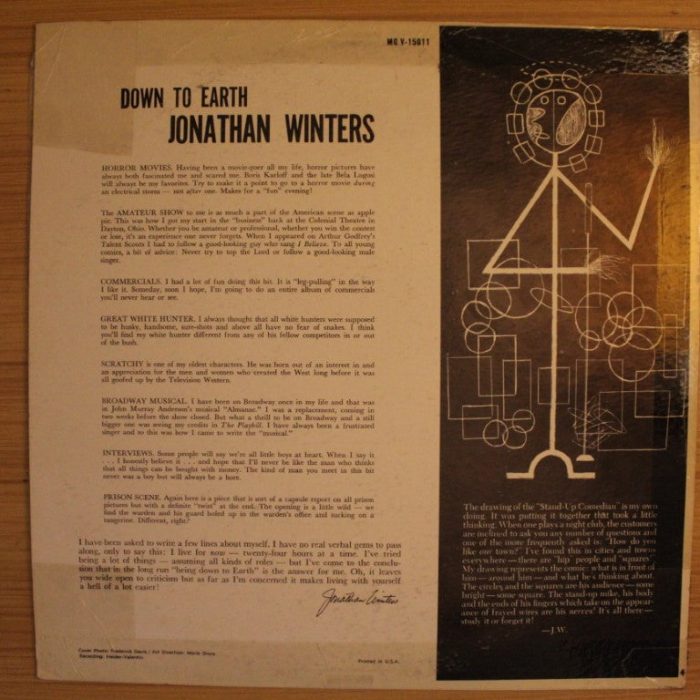 MG V-15011
DOWN TO EARTH
JONATHAN WINTERS
HORROR MOVIES. Having been a movie-goer all my life, horror pictures have
always both fascinated me and scared me. Boris Karloff and the late Bela Lugosi
will always be my favorites. Try to make it a point to go to a horror movie during
an electrical storm — not after one. Makes for a "fun" evening!
The AMATEUR SHOW to me is as much a part of the American scene as apple
pie. This was how I got my start in the "business" back at the Colonial Theatre in
Dayton, Ohio. Whether you be amateur or professional, whether you win the contest
or lose, it's an experience one never forgets. When I appeared on Arthur Godfrey's
Talent Scouts I had to follow a good-looking guy who sang I Believe. To all young
comics, a bit of advice: Never try to top the Lord or follow a good-looking male
singer.
COMMERCIALS. I had a lot of fun doing this bit. It is "leg-pulling" in the way
I like it. Someday, soon I hope, I'm going to do an entire album of commercials
you'll never hear or see.
GREAT WHITE HUNTER. I always thought that all white hunters were supposed
to be husky, handsome, sure-shots and above all have no fear of snakes. I think
you'll find my white hunter different from any of his fellow competitors in or out
of the bush.
SCRATCHY is one of my oldest characters. He was born out of an interest in and
an appreciation for the men and women who created the West long before it was
all goofed up by the Television Western.
BROADWAY MUSICAL. I have been on Broadway once in my life and that was
in John Murray Anderson's musical "Almanac." I was a replacement, coming in
two weeks before the show closed. But what a thrill to be on Broadway and a still
bigger one was seeing my credits in The Playbill. I have always been a frustrated
singer and so this was how I came to write the "musical."
INTERVIEWS. Some people will say we're all little boys at heart. When I say it
. . . I honestly believe it . . . and hope that I'll never be like the man who thinks
that all things can be bought with money. The kind of man you meet in this bit
never was a boy but will always be a bore.
PRISON SCENE. Again here is a piece that is sort of a capsule report on all prison
pictures but with a definite "twist" at the end. The opening is a little wild — we
find the warden and his guard holed up in the warden's office and sucking on a
tangerine. Different, right?
I have been asked to write a few lines about myself. I have no real verbal gems to pass
along, only to say this: I live for now — twenty-four hours at a time. I've tried
being a lot of things — assuming all kinds of roles — but I've come to the conclu-
sion that in the long run "being down to Earth" is the answer for me. Oh, it leaves
you wide open to criticism but as far as I'm concerned it makes living with yourself
a hell of a lot easier!
Jonathan Winters
Cover Photo: Frederick Davis / Art Direction: Merle Shore
Recording: Heider-Valentin
Printed in U.S.A.
The drawing of the "Stand-Up Comedian" is my own
doing. It was putting it together that took a little
thinking. When one plays a night club, the customers
are inclined to ask you any number of questions and
one of the more frequently asked is: "How do you
like our town?" I've found this in cities and towns
everywhere — there are 'hip' people and "squares".
My drawing represents the comic: what is in front of
him — around him — and what he's thinking about.
The circles and the squares are his audience — some
bright — some square. The stand-up mike, his body
and the ends of his fingers which take on the appear-
ance of frayed wires are his nerves! It's all there —
study it or forget it!
—J.W.